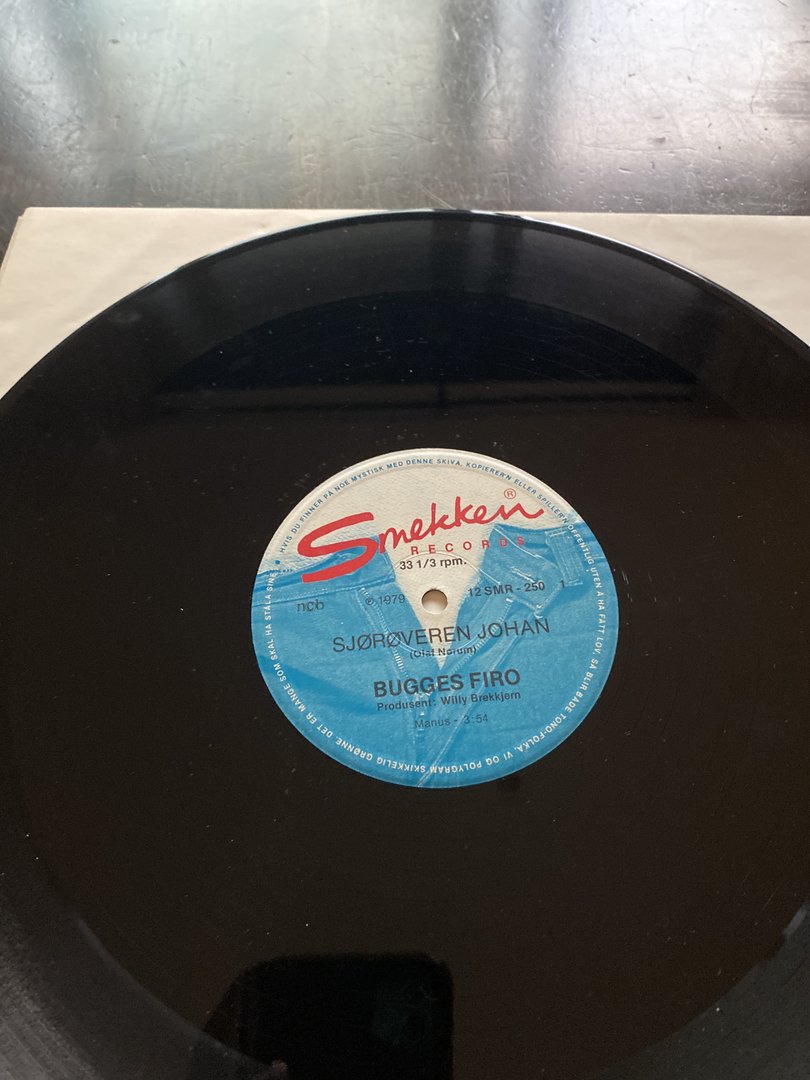 HVIS DU FINNER PÅ NOE MYSTISK MED DENNE SKIVA, KOPIERER'N ELLER SPILLER'N OFFENTLIG UTEN Å HA FÅTT LOV, SÅ BLIR BÅDE TONO-FOLKA, VI OG POLYGRAM SKIKKELIG GRØNNE. DET ER MANGE SOM SKAL HA STÅLA SINE
Smekken®
RECORDS
33 1/3 rpm.
ncb ℗ 1979 12 SMR - 250 1
SJØRØVEREN JOHAN
(Olaf Norum)
BUGGES FIRO
Produsent: Willy Brekkjern
Manus - 3:54